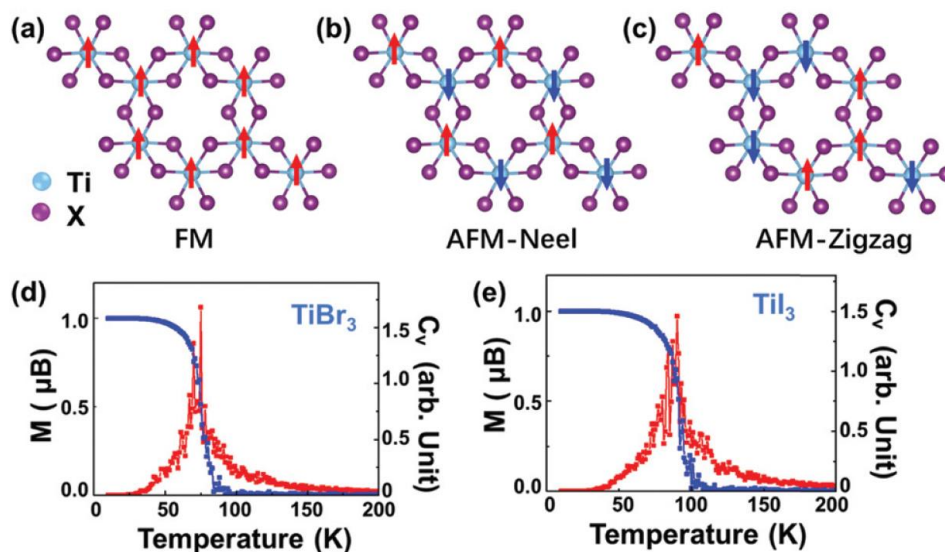 (a) (b) (c)
Ti
X
FM AFM-Neel AFM-Zigzag
(d) (e)
TiBr₃ TiI₃
M ( µB) 1.0 0.5 0.0
1.5 1.0 0.5 0 Cᵥ (arb. Unit)
50 100 150 200
Temperature (K)
M ( µB) 1.0 0.5 0.0
1.5 1.0 0.5 0 Cᵥ (arb. Unit)
0 50 100 150 200
Temperature (K)